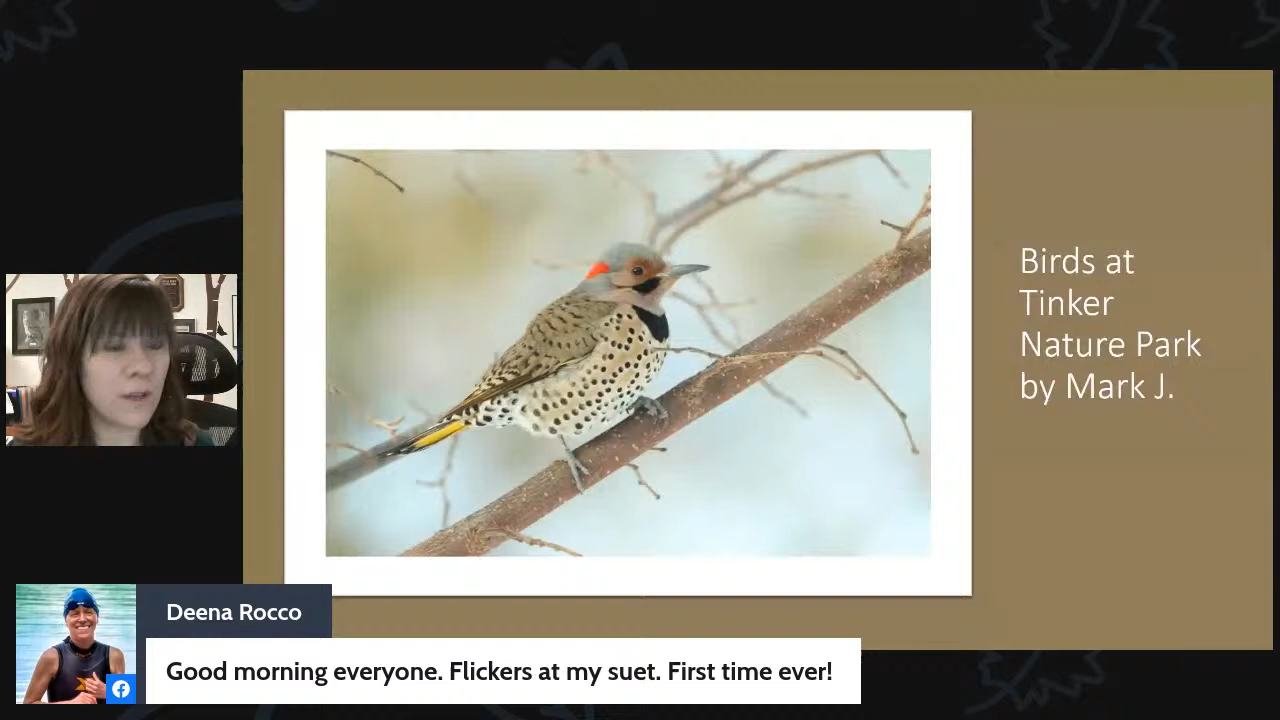 Birds at
Tinker
Nature Park
by Mark J.
Deena Rocco
Good morning everyone. Flickers at my suet. First time ever!